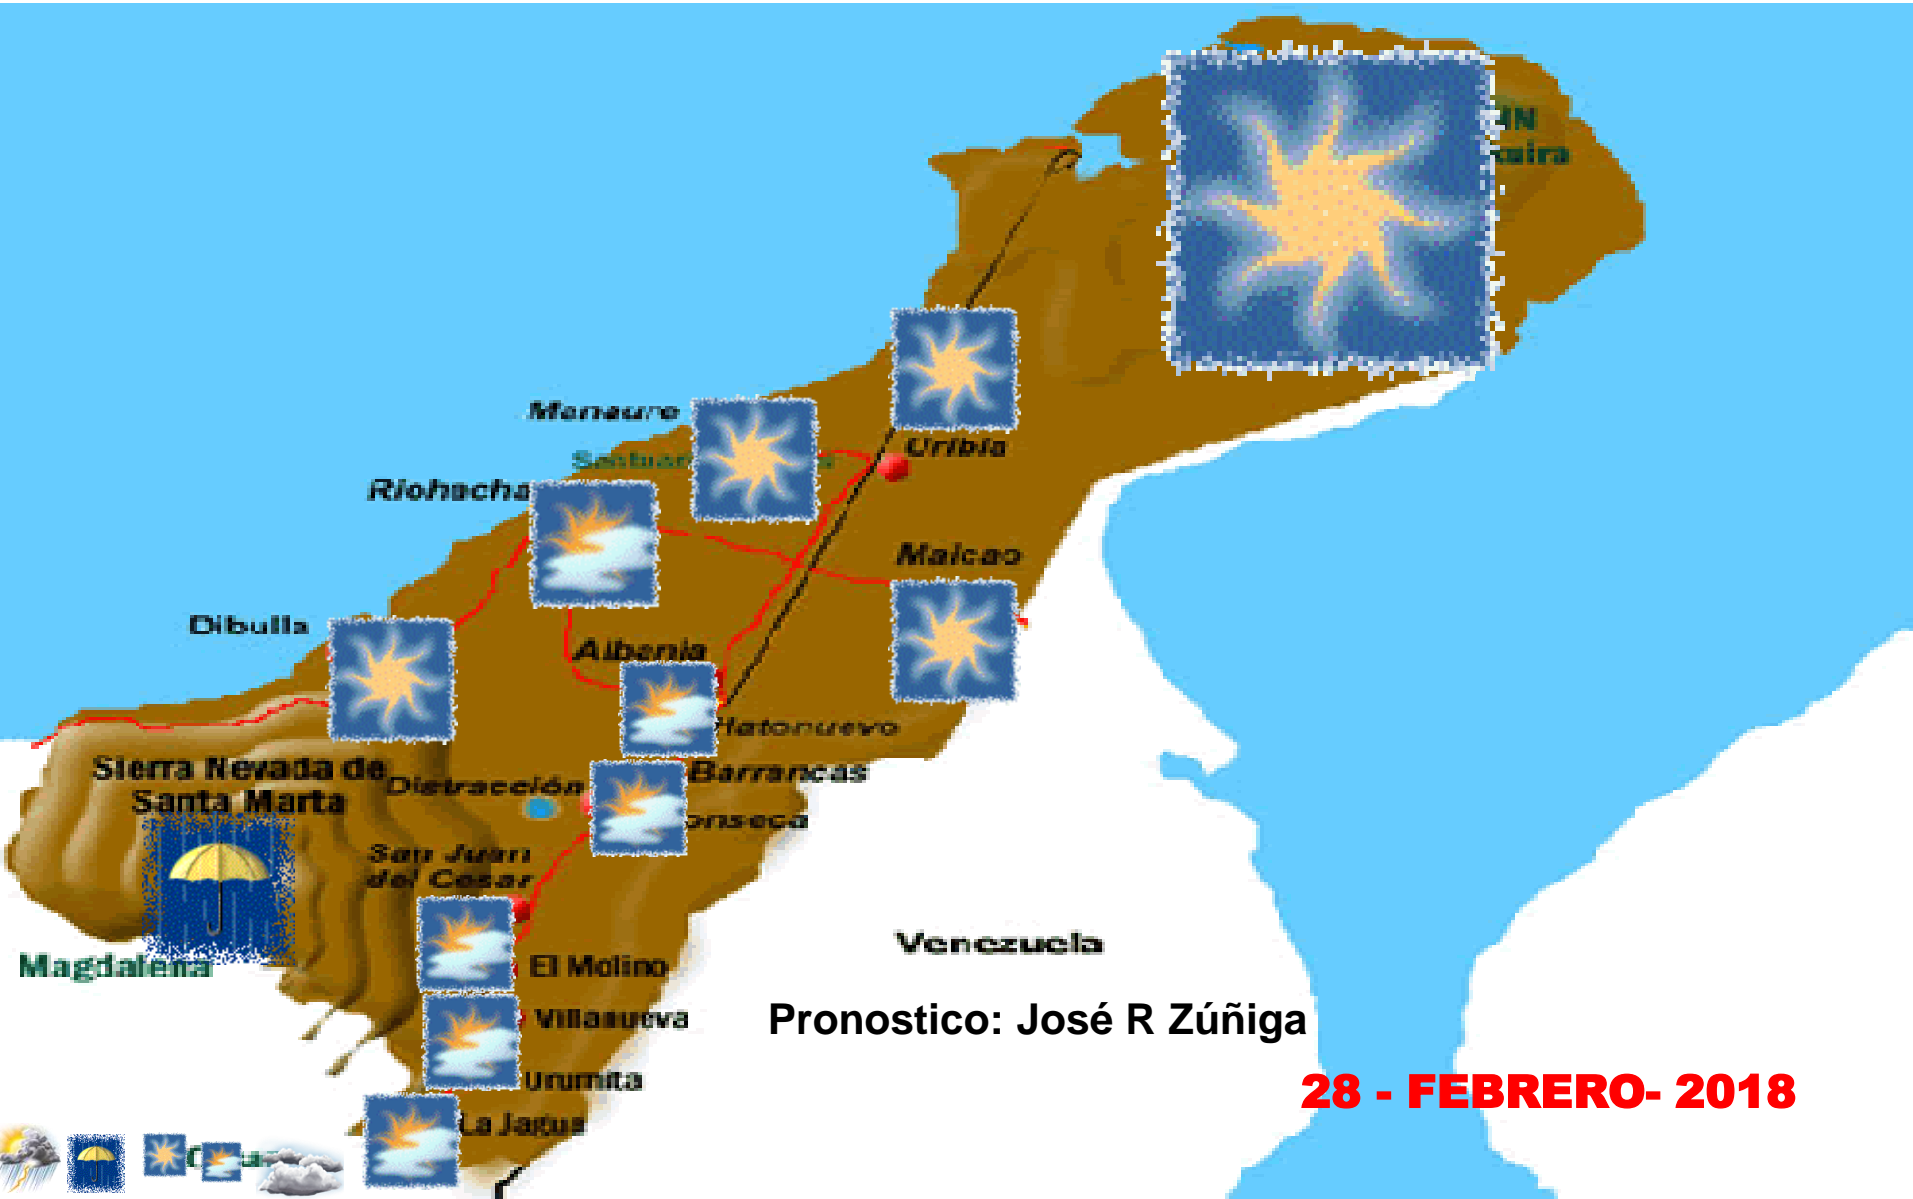 Manaure
Uribia
Riohacha
Maicao
Dibulla
Albania
Hatonuevo
Sierra Nevada de
Santa Marta
Barrancas
Distracción
onseca
San Juan
del Cesar
Venezuela
Magdalena
El Molino
Pronostico: José R Zúñiga
Villanueva
Urumita
28 - FEBRERO- 2018
La Jagua